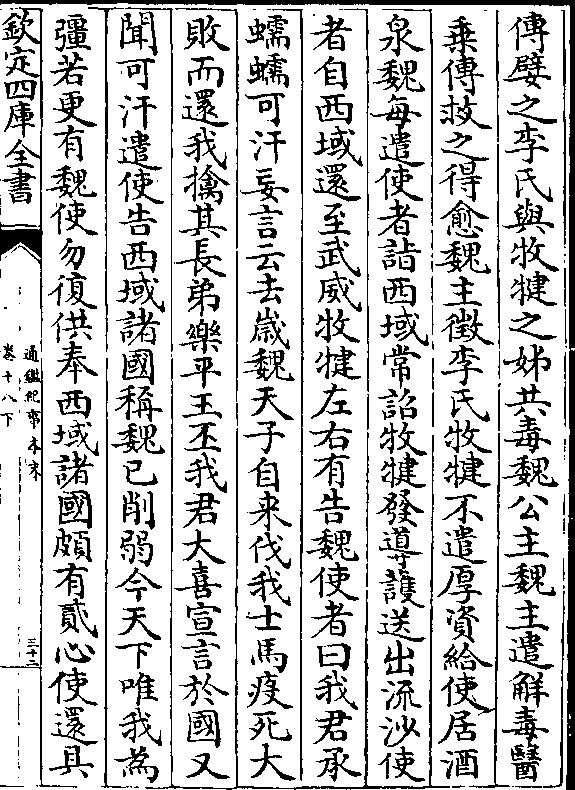 傳嬖之李氏與牧犍之姊共毒魏公主魏主遣解毒醫
乗傳救之得愈魏主徵李氏牧犍不遣厚資給使居酒
泉魏每遣使者詣西域常詔牧犍發導護送出流沙使
者自西域還至武威牧犍左右有告魏使者曰我君承
蠕蠕可汗妄言云去歳魏天子自来伐我士馬疫死大
敗而還我擒其長弟樂平王丕我君大喜宣言於國又
聞可汗遣使告西域諸國稱魏已削弱今天下唯我為
彊若更有魏使勿復供奉西域諸國頗有貳心使還具
欽定四庫全書
通鑑紀事本末
卷十八下
三十二